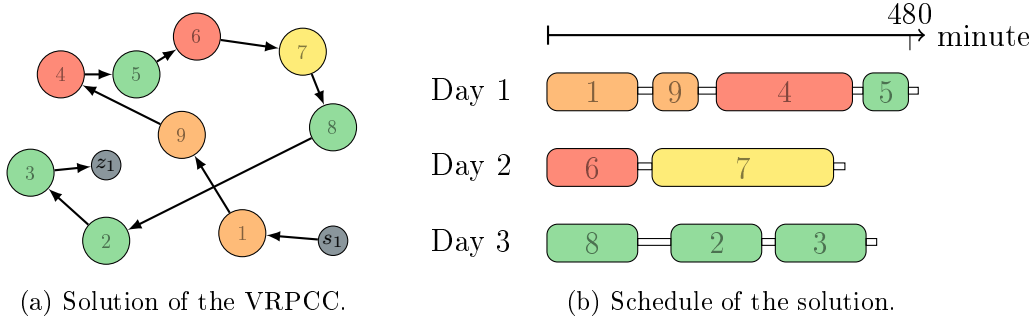 6
7
4
5
8
9
3
z₁
2
1
s₁
(a) Solution of the VRPCC.
480
minute
Day 1 1 9 4 5
Day 2 6 7
Day 3 8 2 3
(b) Schedule of the solution.